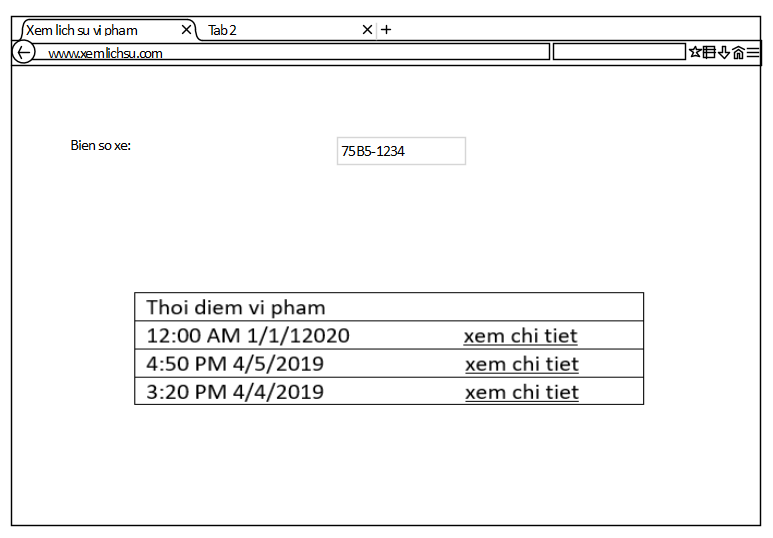 Xem lich su vi pham
Tab 2
www.xemlichsu.com
Bien so xe:
75B5-1234
Thoi diem vi pham
12:00 AM 1/1/12020 xem chi tiet
4:50 PM 4/5/2019 xem chi tiet
3:20 PM 4/4/2019 xem chi tiet